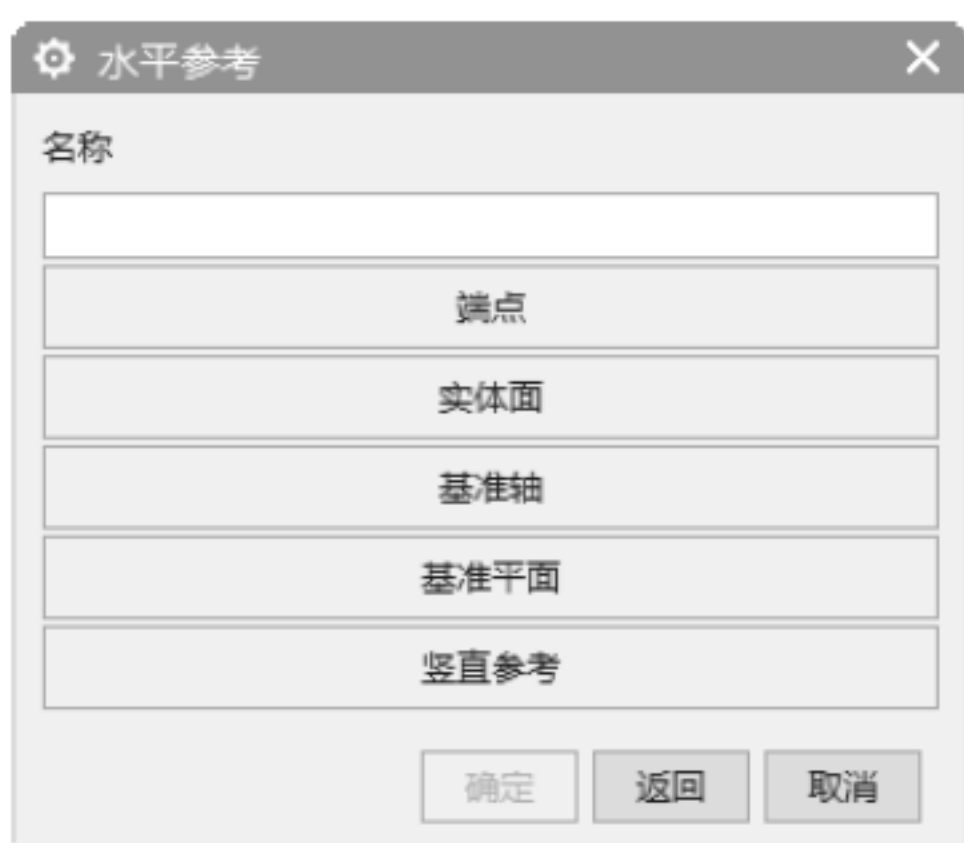 水平参考
名称
端点
实体面
基准轴
基准平面
竖直参考
确定 返回 取消